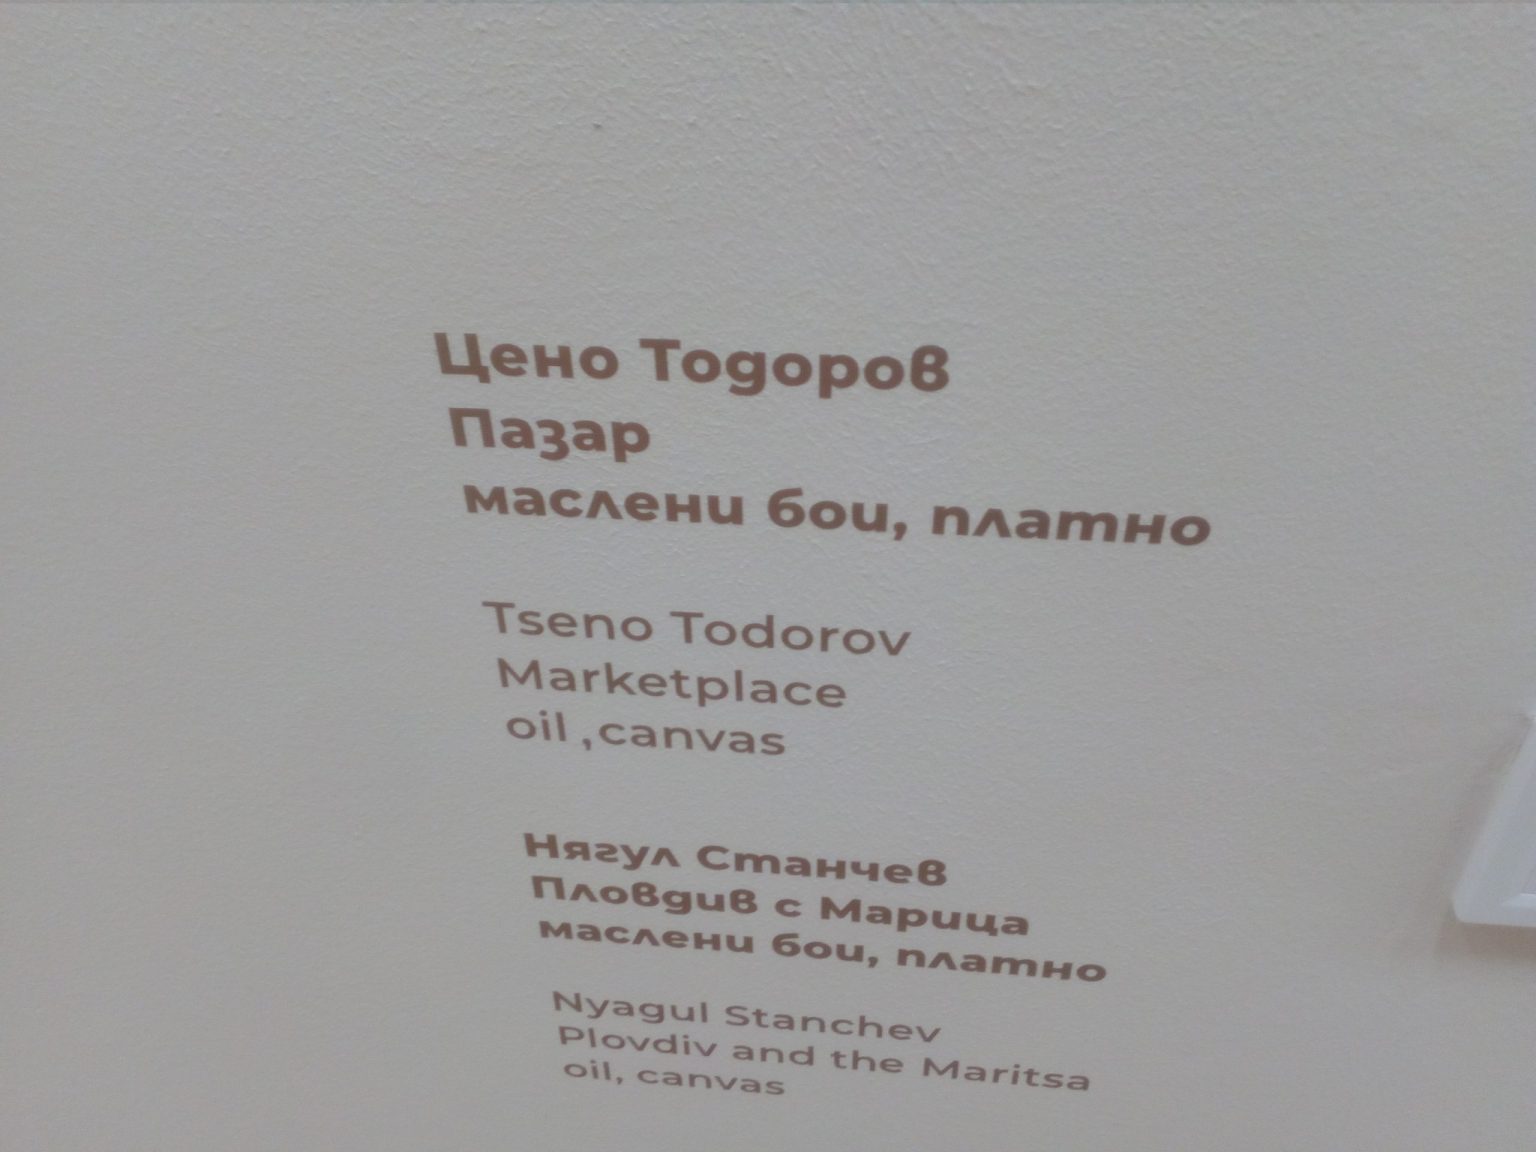 Цено Тодоров
Пазар
маслени бои, платно
Tseno Todorov
Marketplace
oil ,canvas
Нягул Станчев
Пловдив с Марица
маслени бои, платно
Nyagul Stanchev
Plovdiv and the Maritsa
oil, canvas